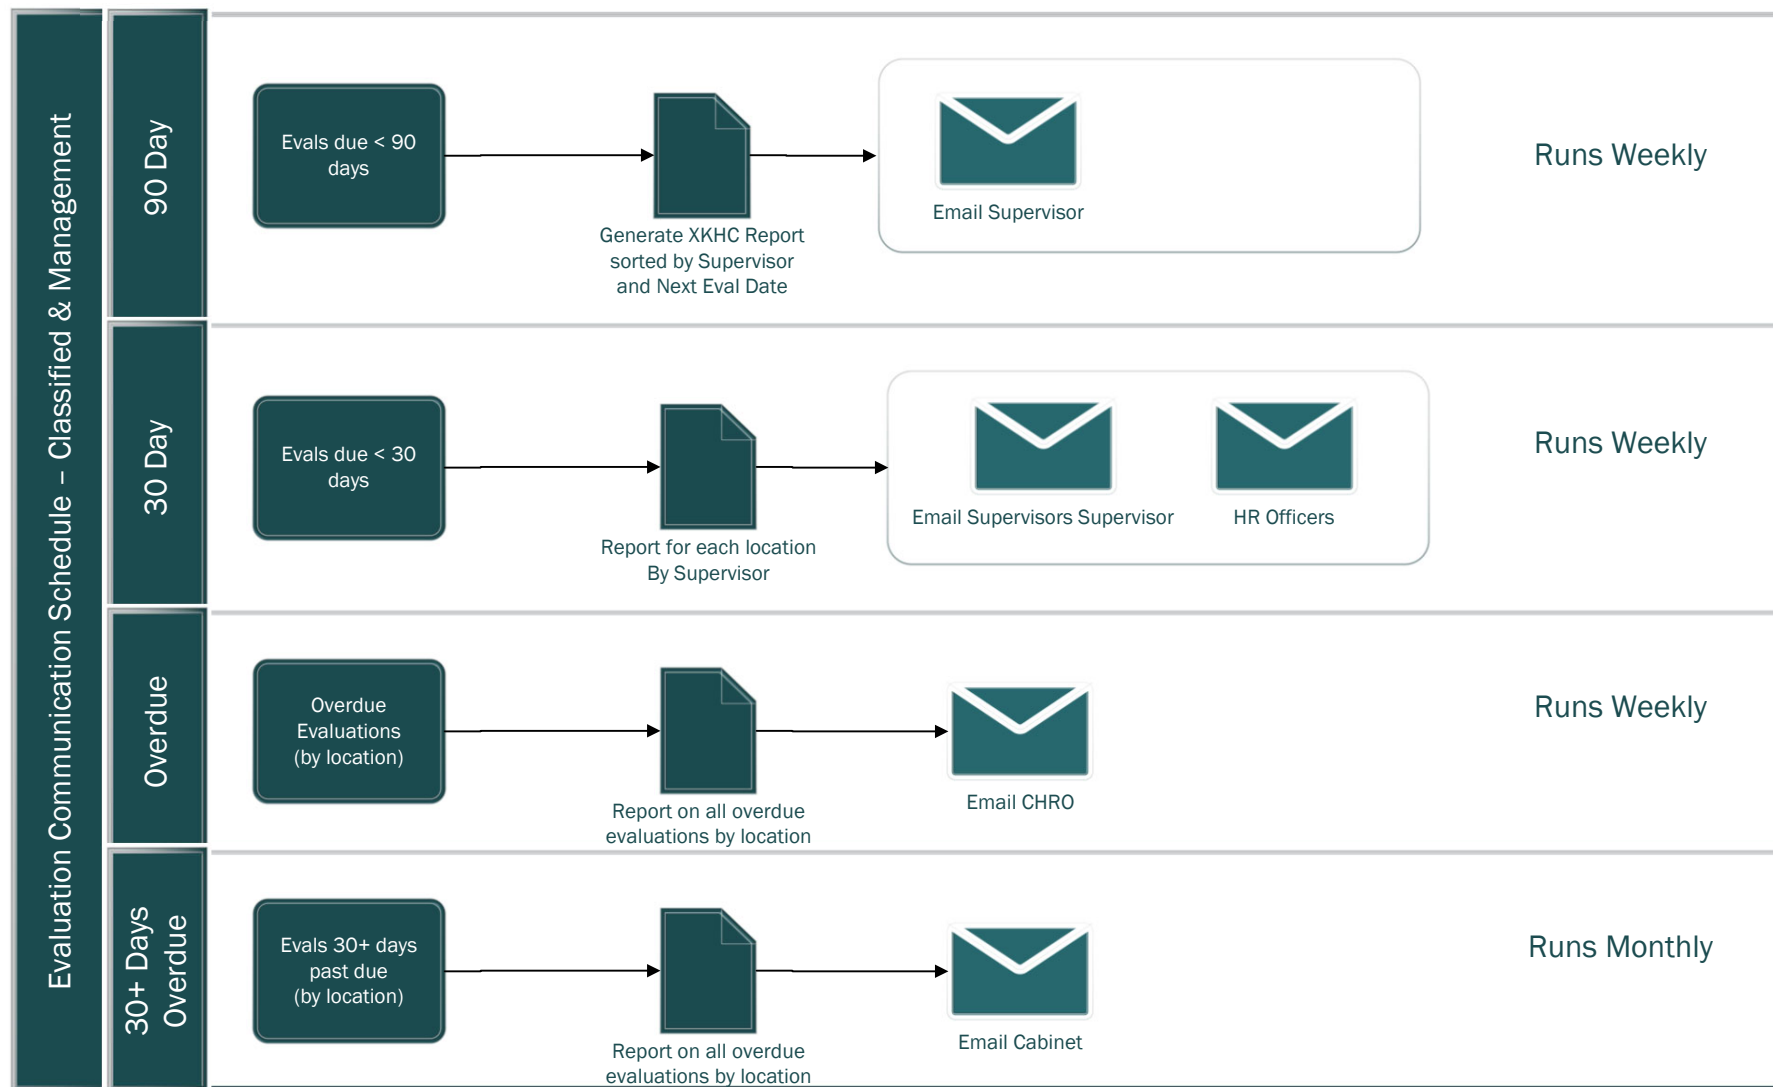 Evaluation Communication Schedule – Classified & Management
90 Day
Evals due < 90
days
Generate XKHC Report
sorted by Supervisor
and Next Eval Date
Email Supervisor
Runs Weekly
30 Day
Evals due < 30
days
Report for each location
By Supervisor
Email Supervisors Supervisor
HR Officers
Runs Weekly
Overdue
Overdue
Evaluations
(by location)
Report on all overdue
evaluations by location
Email CHRO
Runs Weekly
30+ Days
Overdue
Evals 30+ days
past due
(by location)
Report on all overdue
evaluations by location
Email Cabinet
Runs Monthly